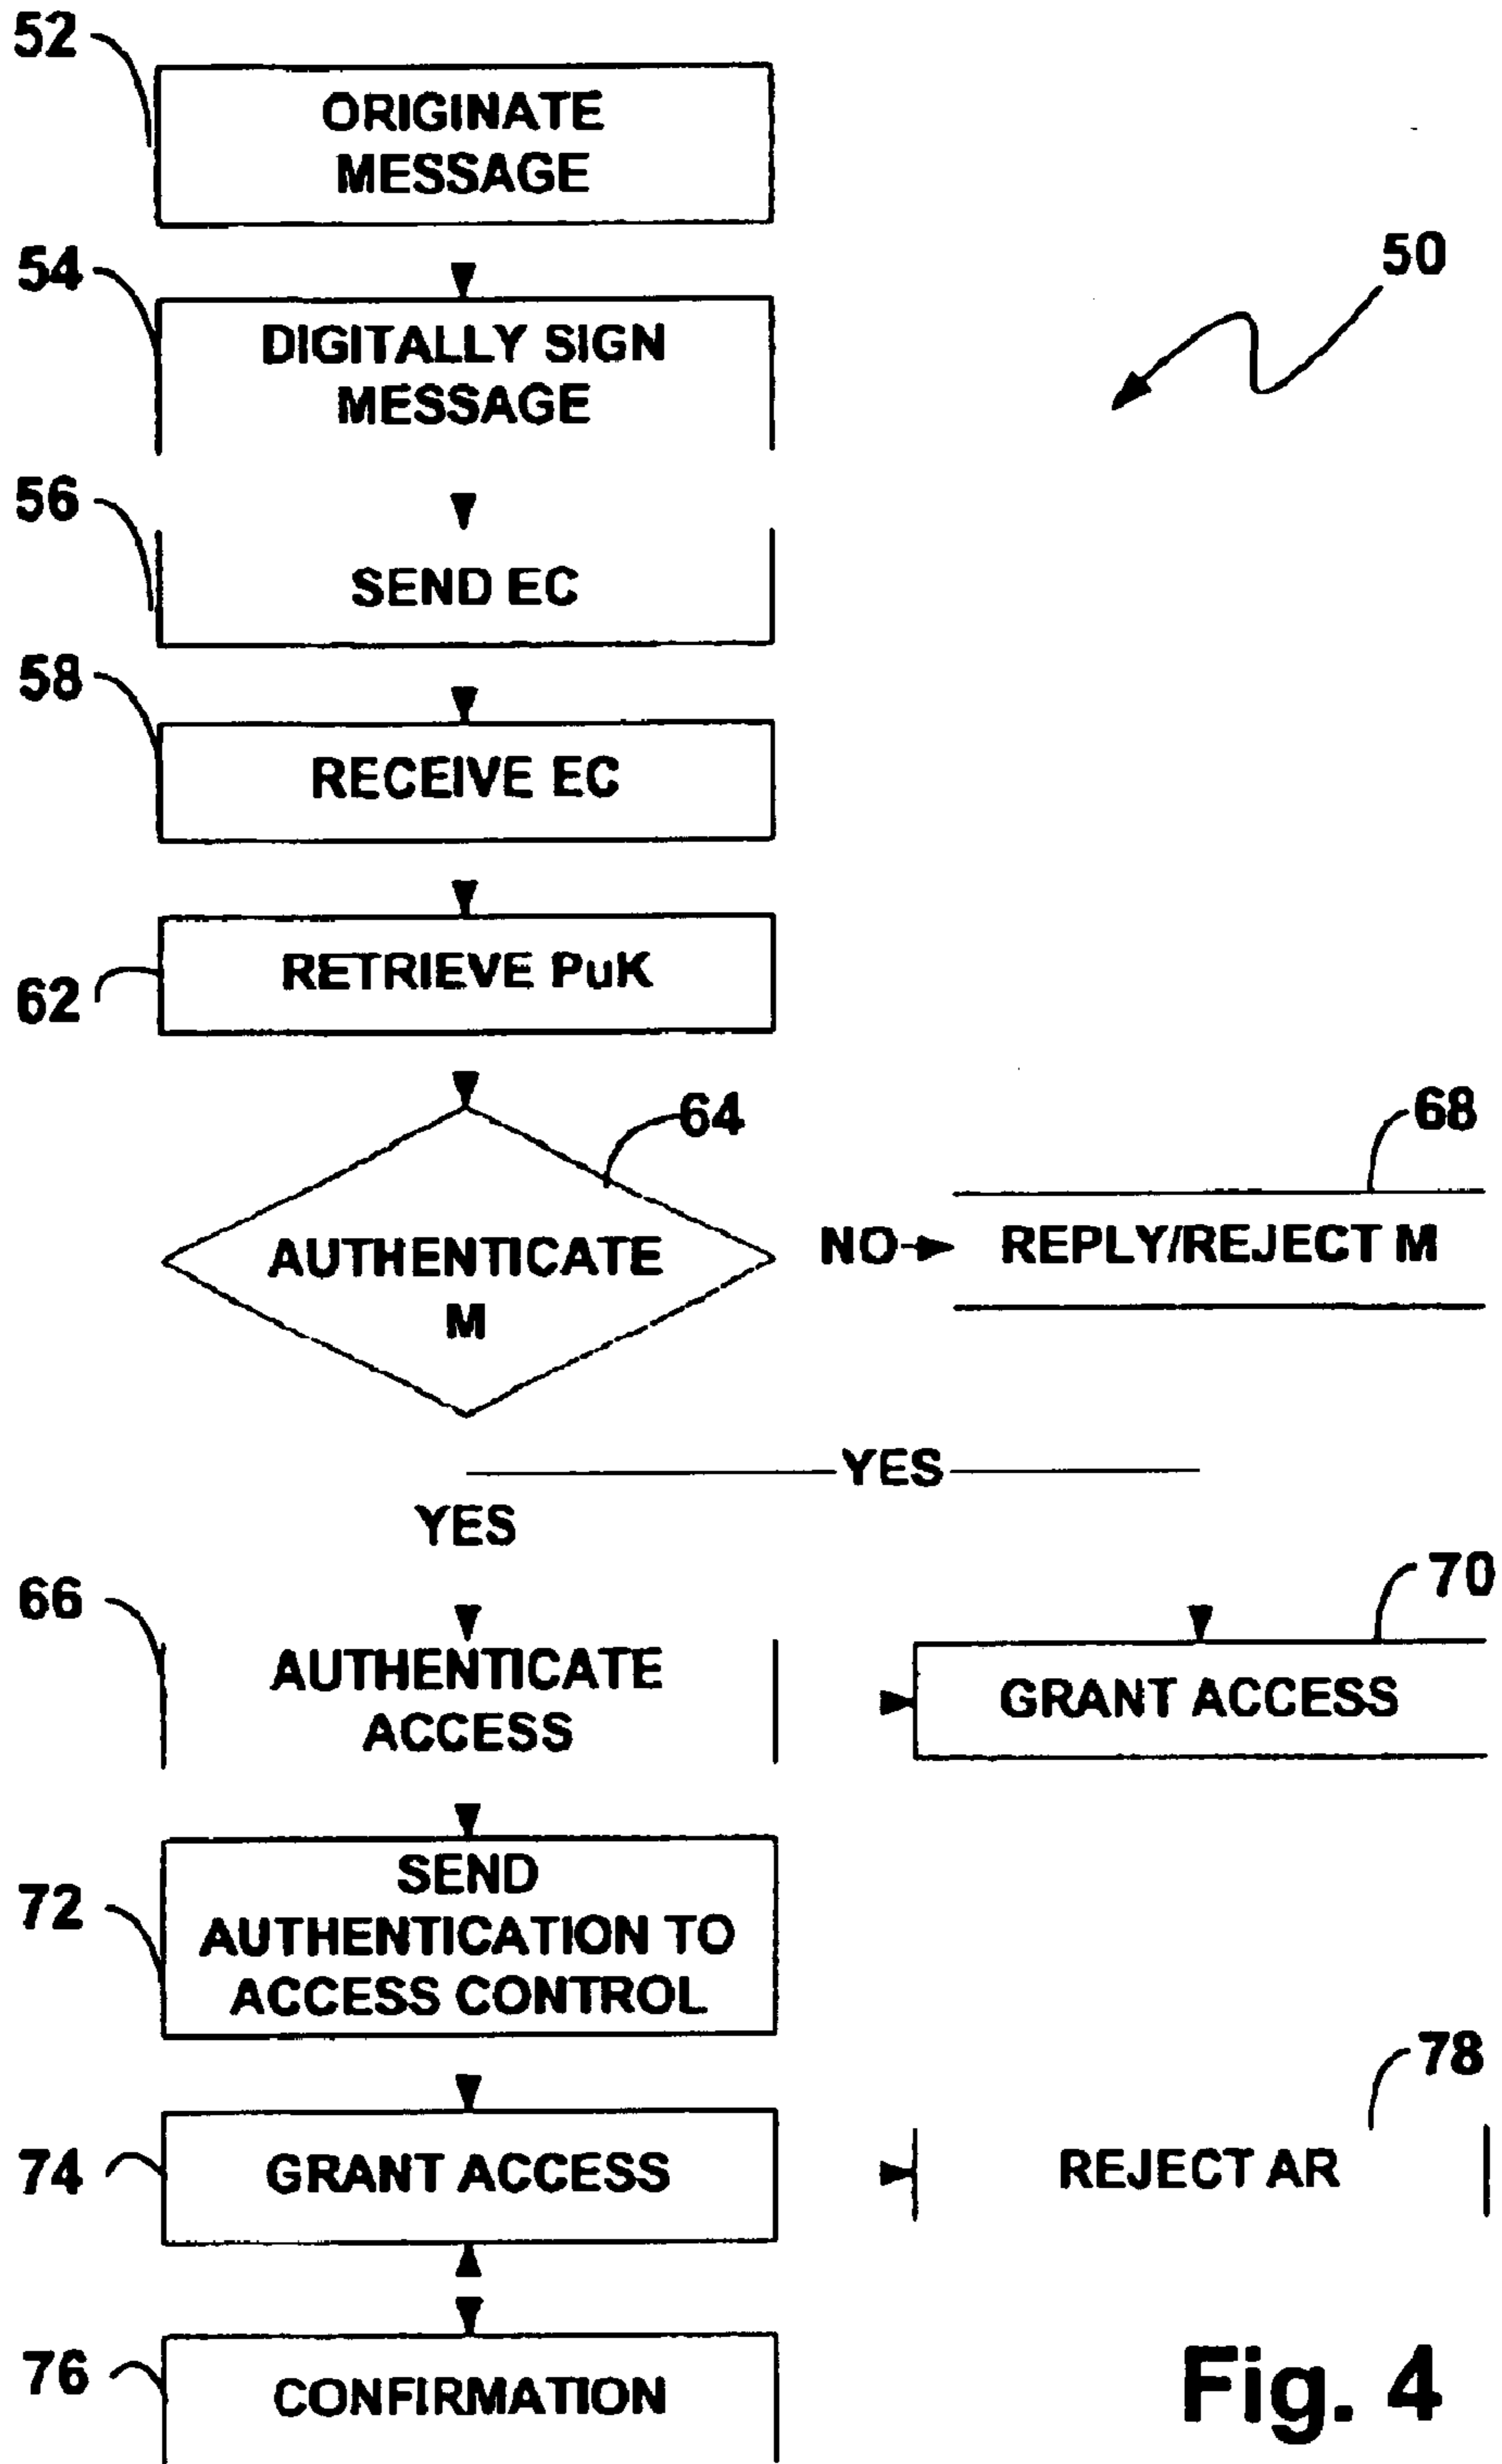 52
ORIGINATE
MESSAGE
54
50
DIGITALLY SIGN
MESSAGE
56
SEND EC
58
RECEIVE EC
62
RETRIEVE PuK
64
68
AUTHENTICATE
M
NO
REPLY/REJECT M
YES
YES
66
70
AUTHENTICATE
ACCESS
GRANT ACCESS
72
SEND
AUTHENTICATION TO
ACCESS CONTROL
78
74
GRANT ACCESS
REJECT AR
76
CONFIRMATION
Fig. 4